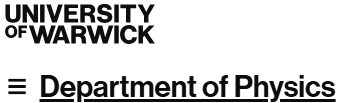 UNIVERSITY
OF WARWICK
Department of Physics